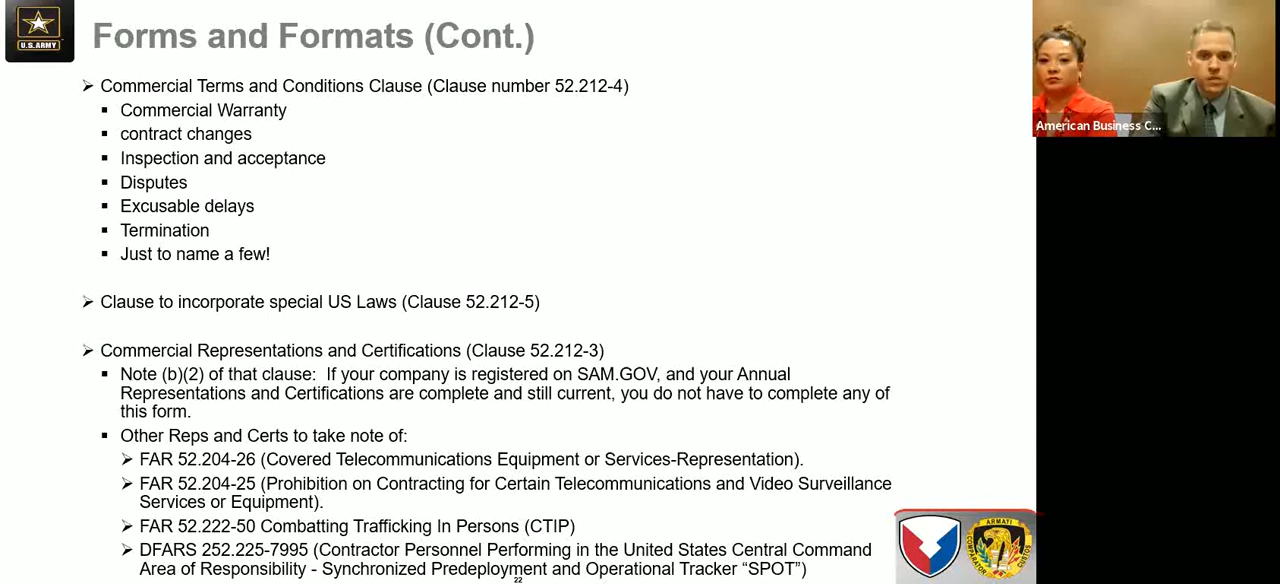 U.S.ARMY
Forms and Formats (Cont.)
Commercial Terms and Conditions Clause (Clause number 52.212-4)
Commercial Warranty
contract changes
Inspection and acceptance
Disputes
Excusable delays
Termination
Just to name a few!
Clause to incorporate special US Laws (Clause 52.212-5)
Commercial Representations and Certifications (Clause 52.212-3)
Note (b)(2) of that clause:  If your company is registered on SAM.GOV, and your Annual
Representations and Certifications are complete and still current, you do not have to complete any of
this form.
Other Reps and Certs to take note of:
FAR 52.204-26 (Covered Telecommunications Equipment or Services-Representation).
FAR 52.204-25 (Prohibition on Contracting for Certain Telecommunications and Video Surveillance
Services or Equipment).
FAR 52.222-50 Combatting Trafficking In Persons (CTIP)
DFARS 252.225-7995 (Contractor Personnel Performing in the United States Central Command
Area of Responsibility - Synchronized Predeployment and Operational Tracker “SPOT”)
22
American Business C...
ARMATI